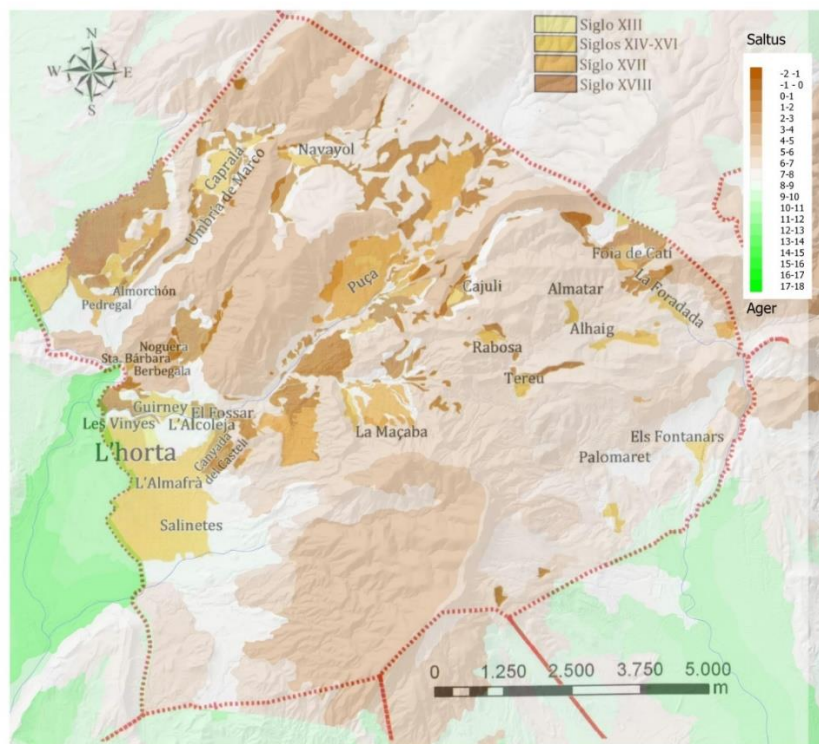 Siglo XIII
Siglos XIV-XVI
Siglo XVII
Siglo XVIII
Saltus
-2 -1
-1 - 0
0-1
1-2
2-3
3-4
4-5
5-6
6-7
7-8
8-9
9-10
10-11
11-12
12-13
13-14
14-15
15-16
16-17
17-18
Ager
N
W E
S
Navayol
Caprala
Umbría de Marco
Foia de Catí
Puça
Cajuli
Almatar
La Foradada
Almorchón
Pedregal
Alhaig
Noguera
Sta. Bárbara
Berbegala
Rabosa
Tereu
Guirney
El Fossar
Les Vinyes
L'Alcoleja
La Maçaba
Els Fontanars
L'horta
Canyada
del Castell
Palomaret
L'Almafrà
Salinetes
0 1.250 2.500 3.750 5.000
m